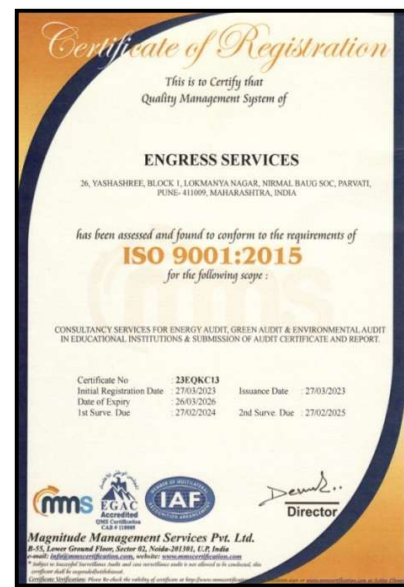 Certificate of Registration
This is to Certify that
Quality Management System of
ENGRESS SERVICES
26, YASHASHREE, BLOCK 1, LOKMANYA NAGAR, NIRMAL BAUG SOC, PARVATI,
PUNE- 411009, MAHARASHTRA, INDIA
has been assessed and found to conform to the requirements of
ISO 9001:2015
for the following scope :
CONSULTANCY SERVICES FOR ENERGY AUDIT, GREEN AUDIT & ENVIRONMENTAL AUDIT
IN EDUCATIONAL INSTITUTIONS & SUBMISSION OF AUDIT CERTIFICATE AND REPORT.
Certificate No : 23EQKC13
Initial Registration Date : 27/03/2023 Issuance Date : 27/03/2023
Date of Expiry : 26/03/2026
1st Surve. Due : 27/02/2024 2nd Surve. Due : 27/02/2025
mms
EGAC
Accredited
QMS Certification
CAB #
IAF
Director
Magnitude Management Services Pvt. Ltd.
B-55, Lower Ground Floor, Sector 02, Noida-201301, U.P, India
e-mail: info@mmscertification.com, website: www.mmscertification.com